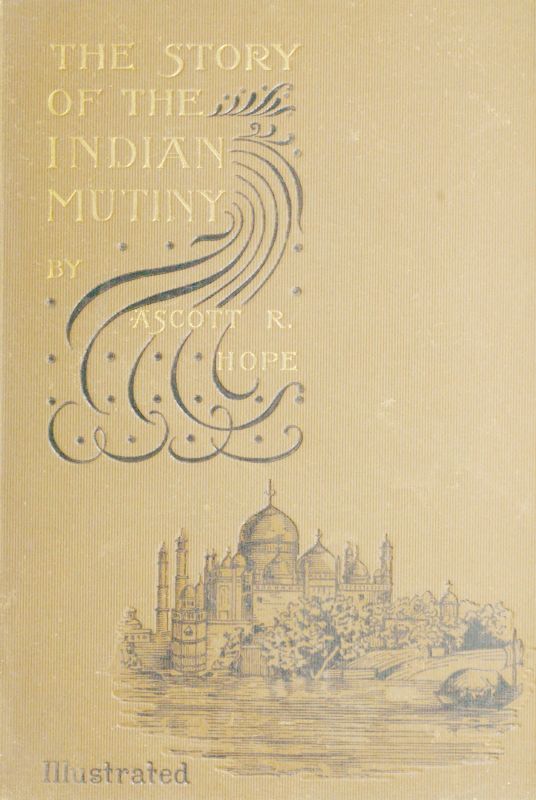 THE STORY
OF THE
INDIAN
MUTINY
BY
ASCOTT R.
HOPE
Illustrated